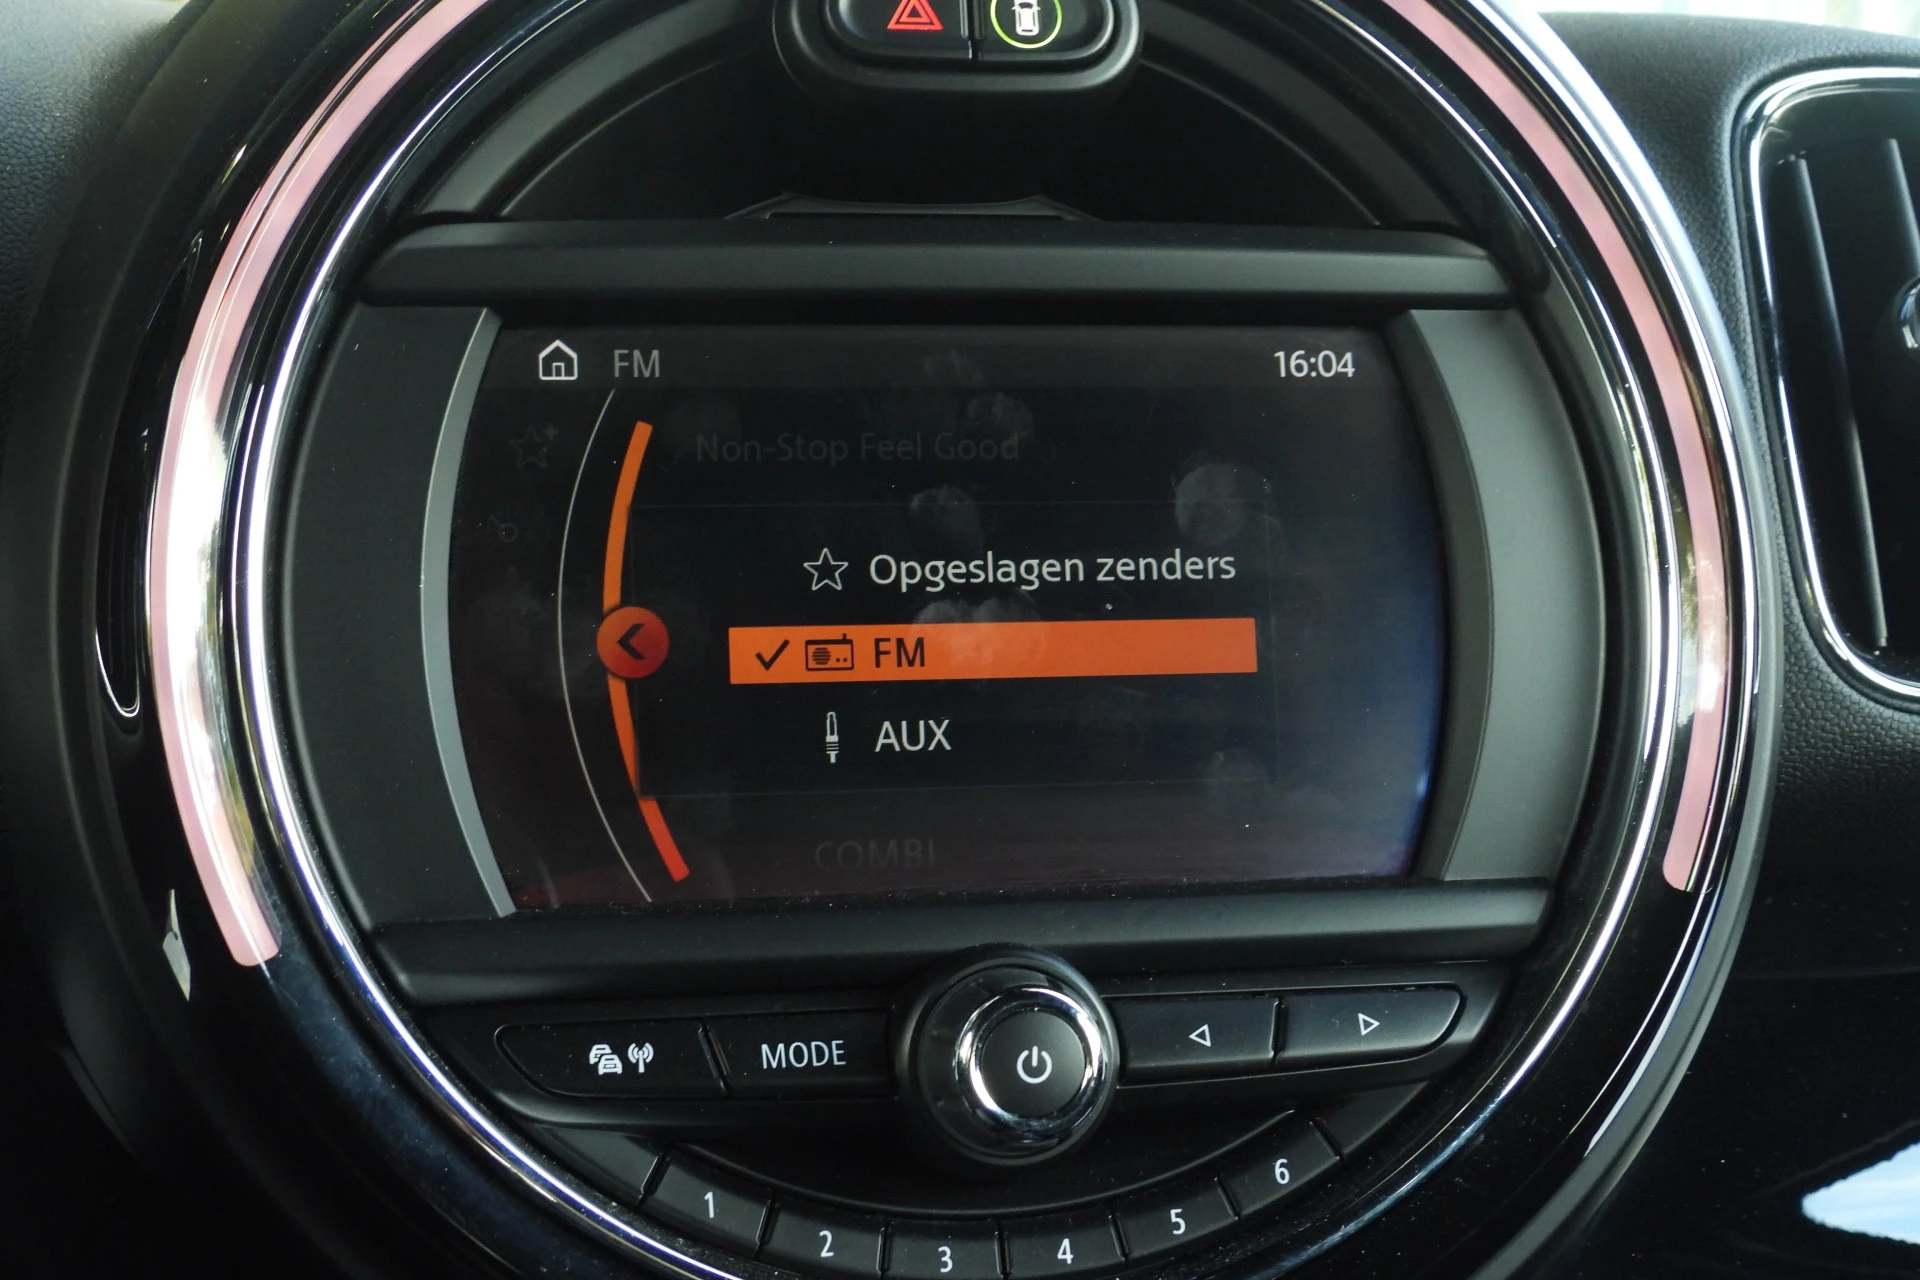 FM 16:04
Non-Stop Feel Good
Opgeslagen zenders
FM
AUX
COMBI
MODE
1 2 3 4 5 6